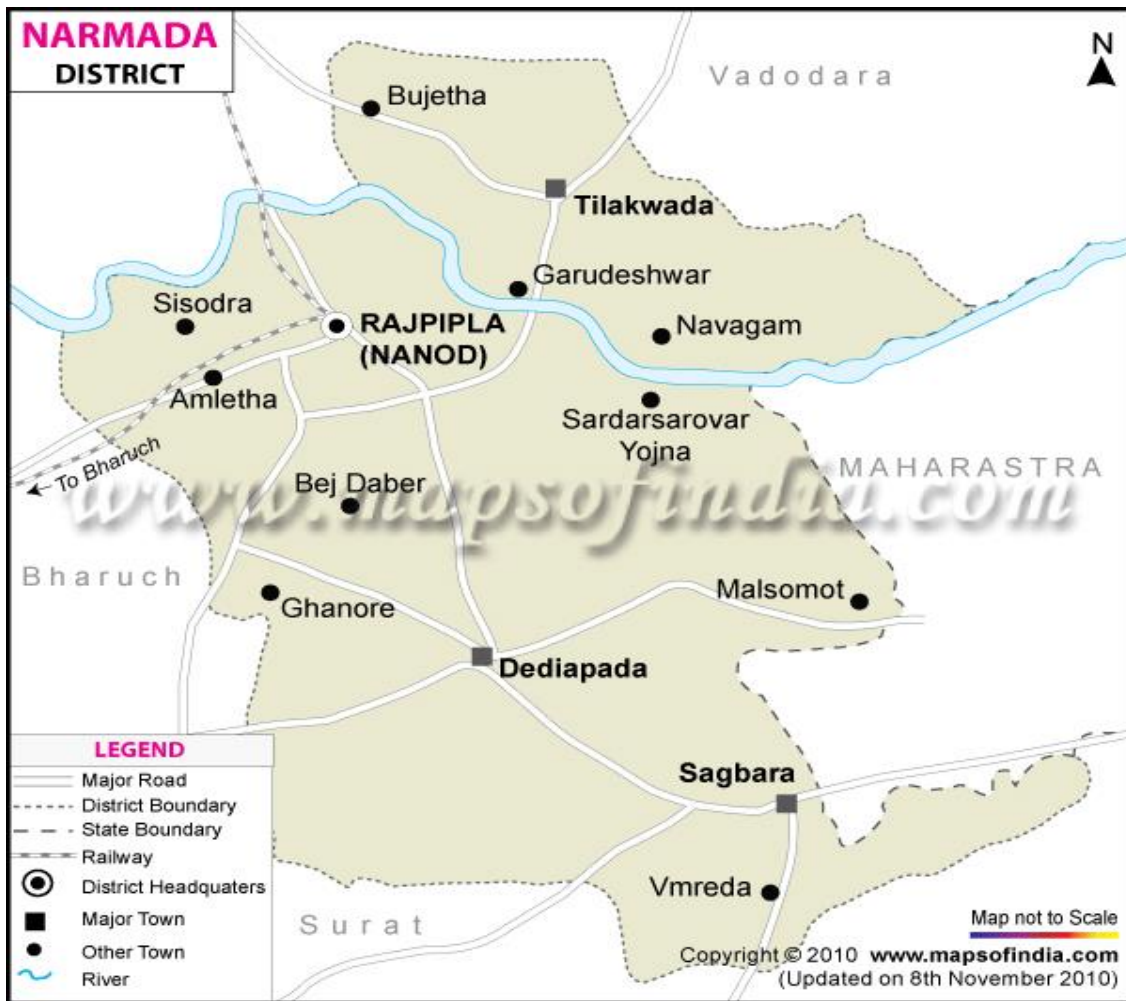 NARMADA
DISTRICT
N
Vadodara
Bujetha
Tilakwada
Garudeshwar
Sisodra
RAJPIPLA
(NANOD)
Navagam
Amletha
Sardarsarovar
Yojna
To Bharuch
MAHARASTRA
Bej Daber
www.mapsofindia.com
Bharuch
Ghanore
Malsomot
Dediapada
Sagbara
Vmreda
Surat
LEGEND
Major Road
District Boundary
State Boundary
Railway
District Headquaters
Major Town
Other Town
River
Map not to Scale
Copyright © 2010 www.mapsofindia.com
(Updated on 8th November 2010)